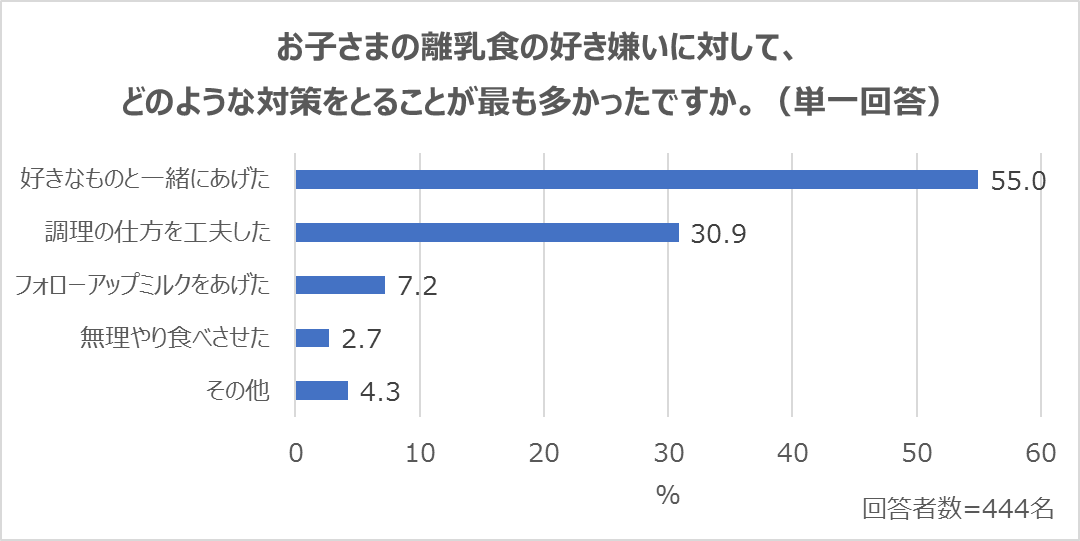 お子さまの離乳食の好き嫌いに対して、
どのような対策をとることが最も多かったですか。（単一回答）
好きなものと一緒にあげた
55.0
調理の仕方を工夫した
30.9
フォローアップミルクをあげた
7.2
無理やり食べさせた
2.7
その他
4.3
0 10 20 30 40 50 60
%
回答者数=444名